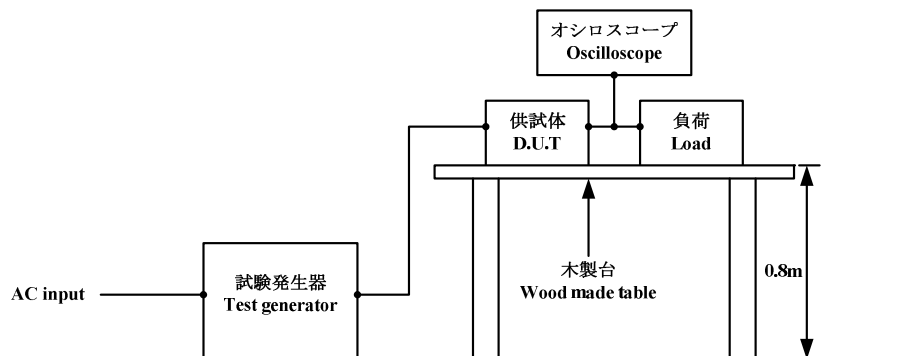 オシロスコープ
Oscilloscope
供試体
D.U.T
負荷
Load
木製台
Wood made table
0.8m
試験発生器
Test generator
AC input